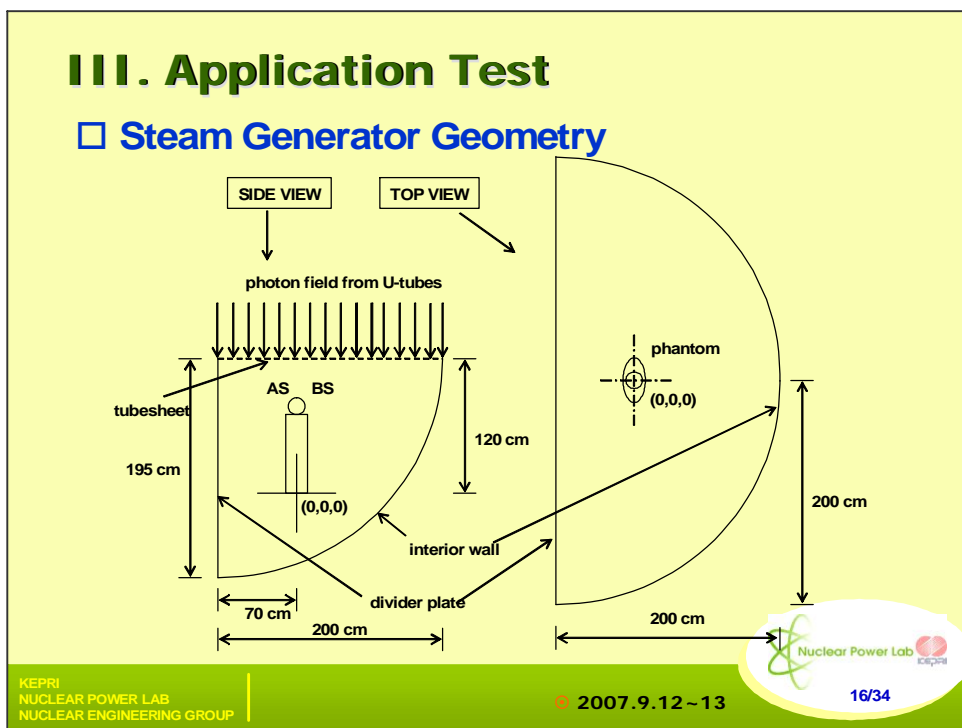 III. Application Test
□ Steam Generator Geometry
SIDE VIEW
TOP VIEW
photon field from U-tubes
AS BS
tubesheet
195 cm
120 cm
(0,0,0)
70 cm
200 cm
phantom
(0,0,0)
200 cm
interior wall
divider plate
200 cm
KEPRI
NUCLEAR POWER LAB
NUCLEAR ENGINEERING GROUP
2007.9.12~13
Nuclear Power Lab
KEPRI
16/34